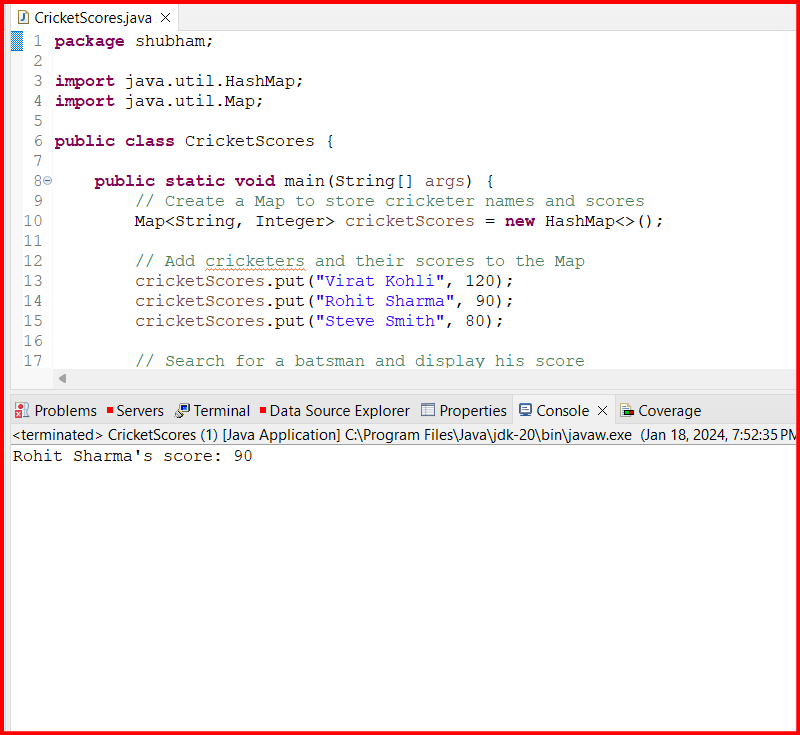 CricketScores.java
1 package shubham;
2
3 import java.util.HashMap;
4 import java.util.Map;
5
6 public class CricketScores {
7
8 public static void main(String[] args) {
9 // Create a Map to store cricketer names and scores
10 Map<String, Integer> cricketScores = new HashMap<>();
11
12 // Add cricketers and their scores to the Map
13 cricketScores.put("Virat Kohli", 120);
14 cricketScores.put("Rohit Sharma", 90);
15 cricketScores.put("Steve Smith", 80);
16
17 // Search for a batsman and display his score
Problems Servers Terminal Data Source Explorer Properties Console Coverage
<terminated> CricketScores (1) [Java Application] C:\Program Files\Java\jdk-20\bin\javaw.exe (Jan 18, 2024, 7:52:35 PM
Rohit Sharma's score: 90